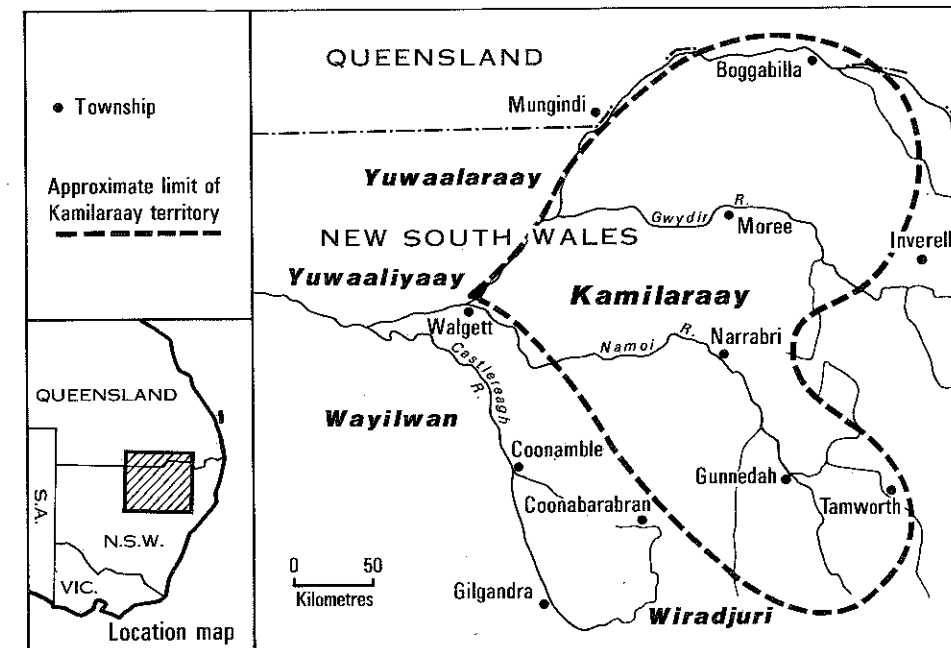 Township
Approximate limit of
Kamilaraay territory
QUEENSLAND
S.A.
N.S.W.
VIC.
Location map
QUEENSLAND
Boggabilla
Mungindi
Yuwaalaraay
Gwydir R.
Moree
NEW SOUTH WALES
Inverell
Yuwaaliyaay
Kamilaraay
Walgett
Namoi R.
Narrabri
Castlereagh R.
Wayilwan
Coonamble
Gunnedah
Coonabarabran
Tamworth
0 50
Kilometres
Gilgandra
Wiradjuri